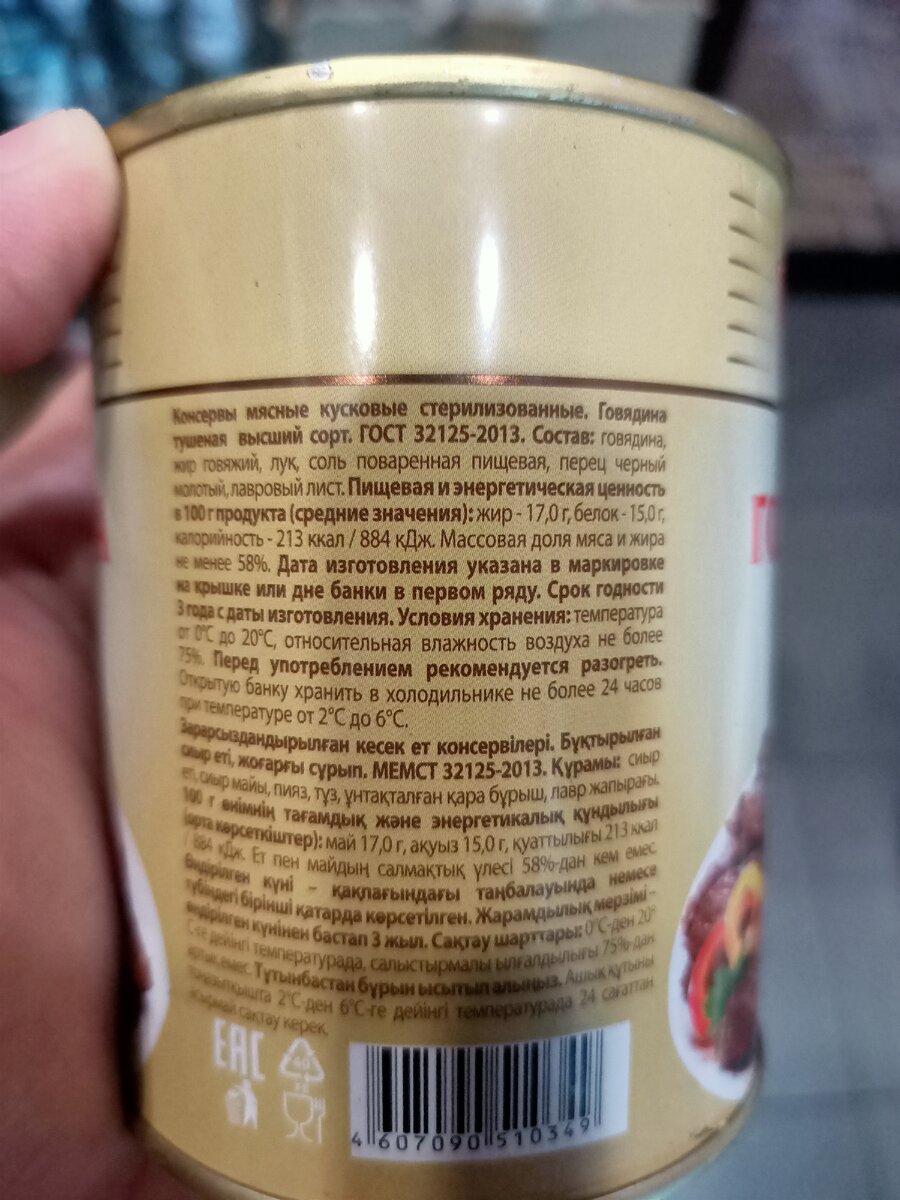 Консервы мясные кусковые стерилизованные. Говядина
тушеная высший сорт. ГОСТ 32125-2013. Состав: говядина,
жир говяжий, лук, соль поваренная пищевая, перец черный
молотый, лавровый лист. Пищевая и энергетическая ценность
в 100 г продукта (средние значения): жир - 17,0 г, белок - 15,0 г,
калорийность - 213 ккал / 884 кДж. Массовая доля мяса и жира
не менее 58%. Дата изготовления указана в маркировке
на крышке или дне банки в первом ряду. Срок годности
3 года с даты изготовления. Условия хранения: температура
от 0°С до 20°С, относительная влажность воздуха не более
75%. Перед употреблением рекомендуется разогреть.
Открытую банку хранить в холодильнике не более 24 часов
при температуре от 2°С до 6°С.
Зарарсыздандырылған кесек ет консервілері. Бұқтырылған
сиыр еті, жоғарғы сұрып. МЕМСТ 32125-2013. Құрамы: сиыр
еті, сиыр майы, пияз, тұз, ұнтақталған қара бұрыш, лавр жапырағы.
100 г өнімнің тағамдық және энергетикалық құндылығы
(орта көрсеткіштер): май 17,0 г, ақуыз 15,0 г, қуаттылығы 213 ккал
/ 884 кДж. Ет пен майдың салмақтық үлесі 58%-дан кем емес.
Өндірілген күні – қақпағындағы таңбалауында немесе
түбіндегі бірінші қатарда көрсетілген. Жарамдылық мерзімі -
өндірілген күнінен бастап 3 жыл. Сақтау шарттары: 0°С-ден 20°
С-ге дейінгі температурада, салыстырмалы ылғалдылығы 75%-дан
артық емес. Тұтынбастан бұрын ысытып алыңыз. Ашық құтыны
тоңазытқышта 2°С-ден 6°С-ге дейінгі температурада 24 сағаттан
сақтау керек.
ЕАС
40
4 607090 510349